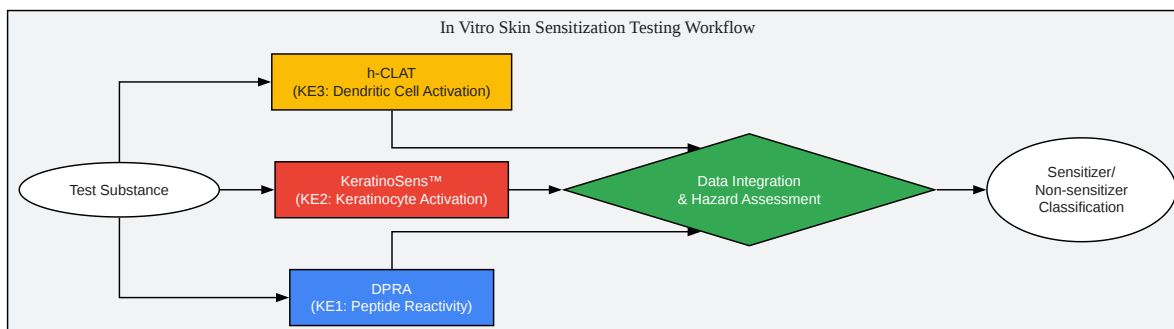 In Vitro Skin Sensitization Testing Workflow
h-CLAT
(KE3: Dendritic Cell Activation)
Test Substance
KeratinoSens™
(KE2: Keratinocyte Activation)
Data Integration
& Hazard Assessment
Sensitizer/
Non-sensitizer
Classification
DPRA
(KE1: Peptide Reactivity)